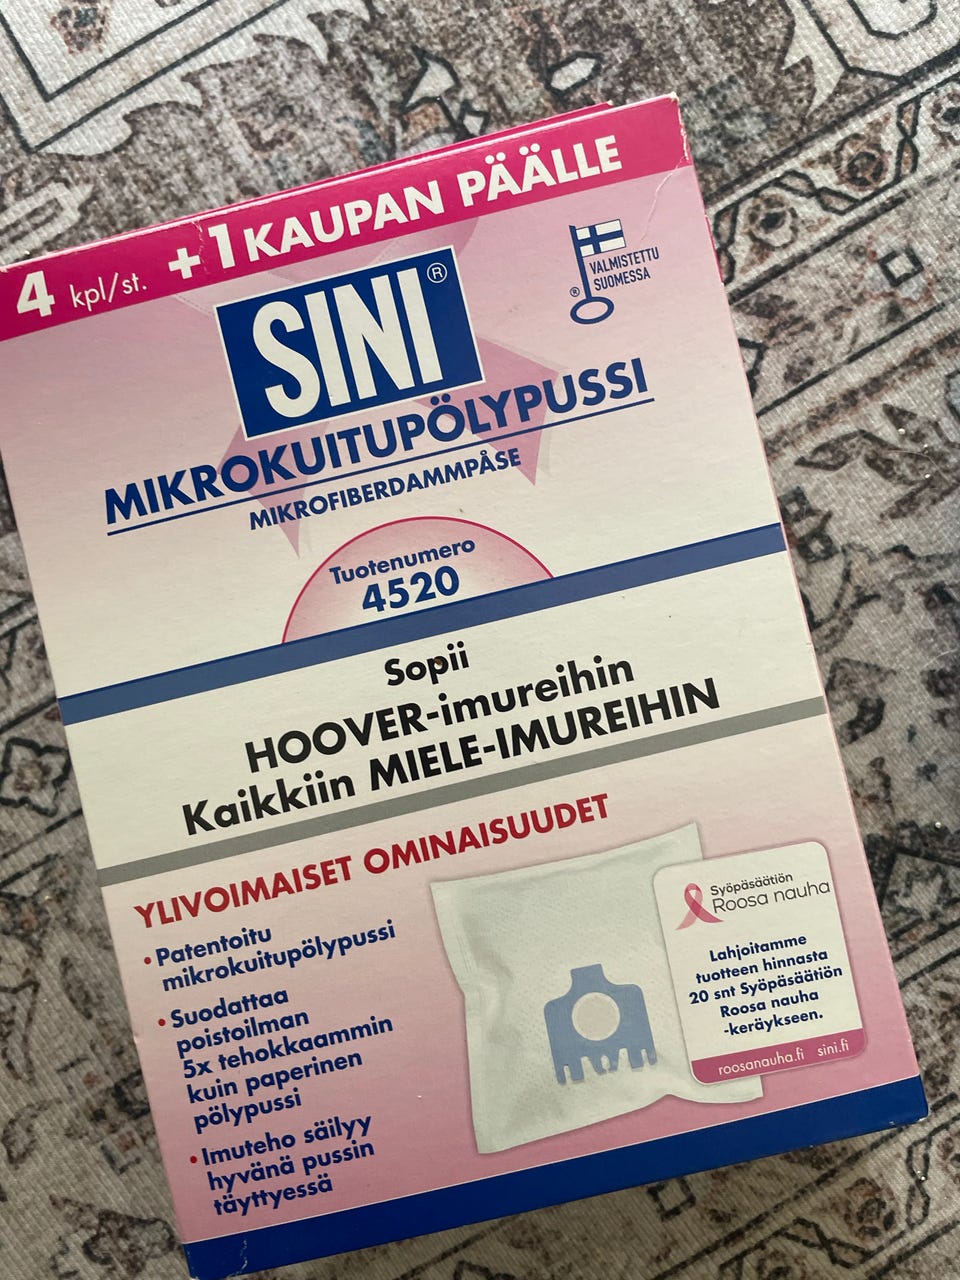 4 kpl/st. +1 KAUPAN PÄÄLLE
SINI®
VALMISTETTU
SUOMESSA
®
MIKROKUITUPÖLYPUSSI
MIKROFIBERDAMMPÅSE
Tuotenumero
4520
Sopii
HOOVER-imureihin
Kaikkiin MIELE-IMUREIHIN
YLIVOIMAISET OMINAISUUDET
• Patentoitu
mikrokuitupölypussi
• Suodattaa
poistoilman
5x tehokkaammin
kuin paperinen
pölypussi
• Imuteho säilyy
hyvänä pussin
täyttyessä
Syöpäsäätiön
Roosa nauha
Lahjoitamme
tuotteen hinnasta
20 snt Syöpäsäätiön
Roosa nauha
-keräykseen.
roosanauha.fi sini.fi